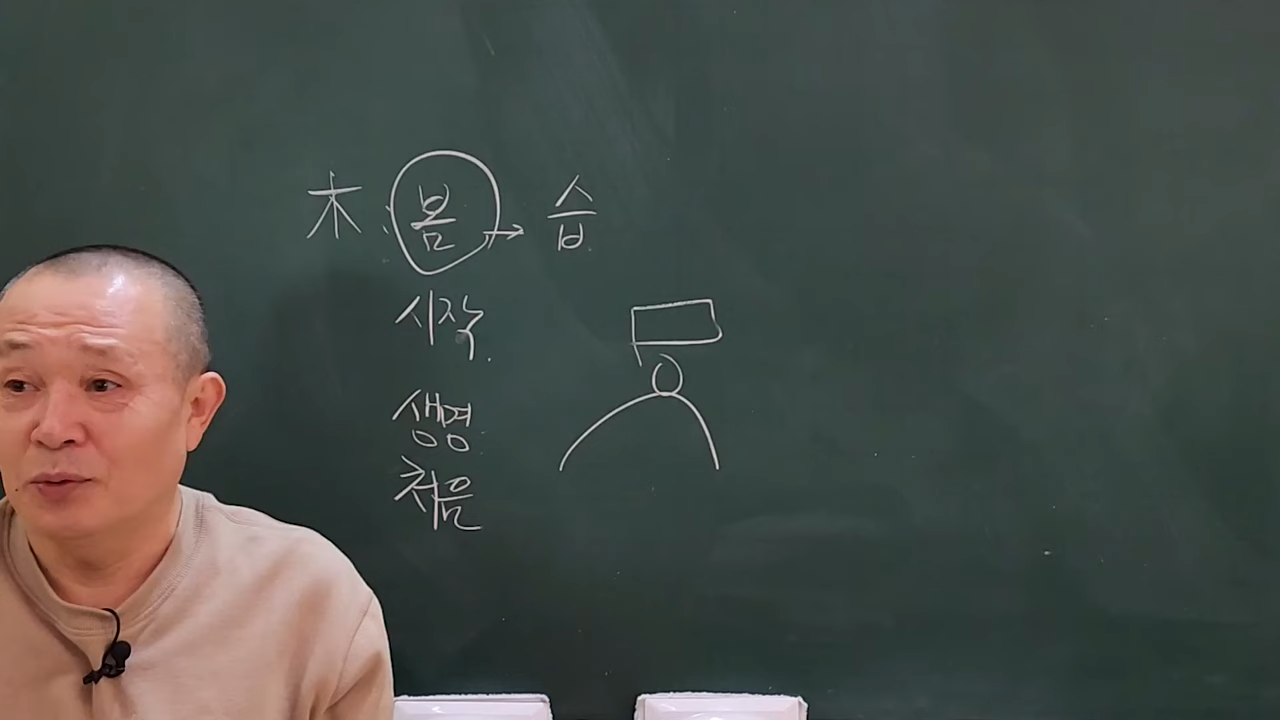 木 : 봄 → 습
시작
생명
처음